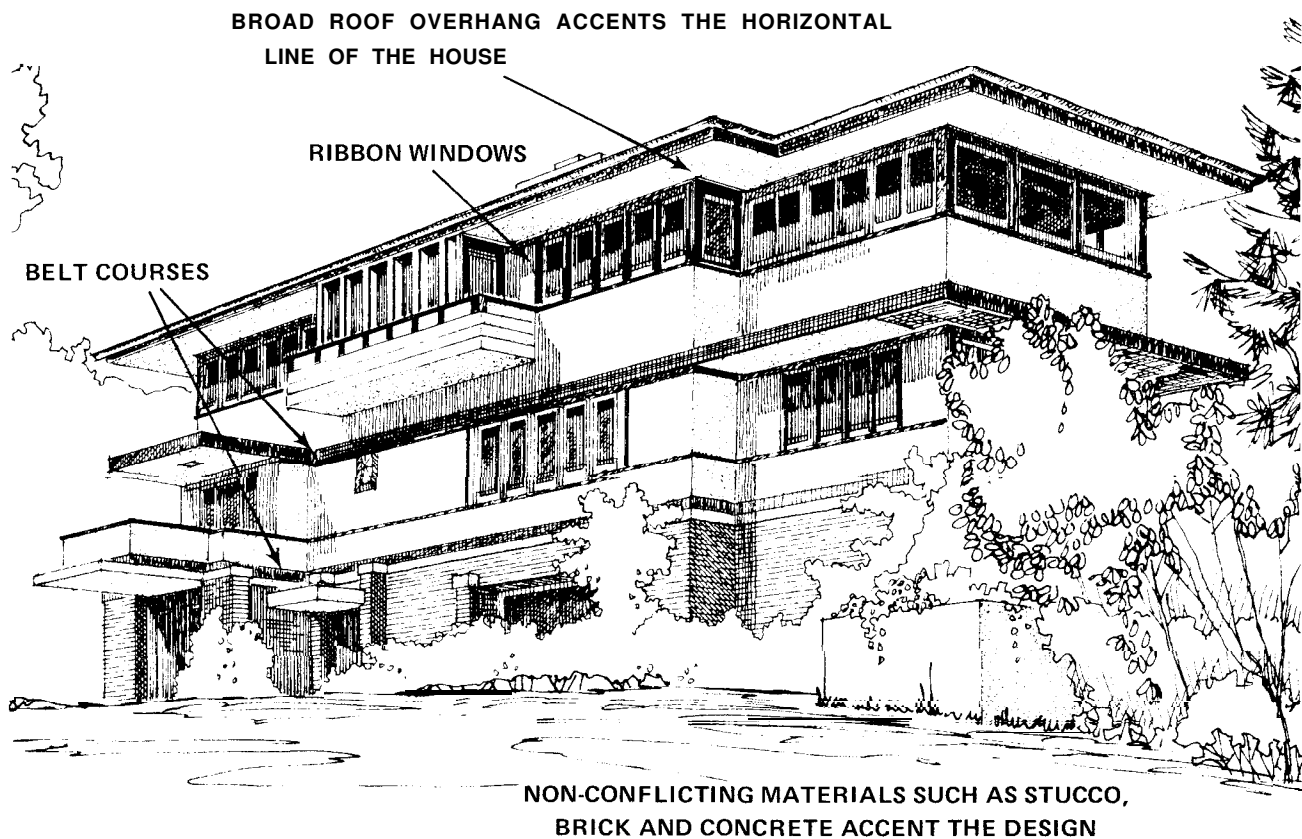 BROAD ROOF OVERHANG ACCENTS THE HORIZONTAL
LINE OF THE HOUSE
RIBBON WINDOWS
BELT COURSES
NON-CONFLICTING MATERIALS SUCH AS STUCCO,
BRICK AND CONCRETE ACCENT THE DESIGN